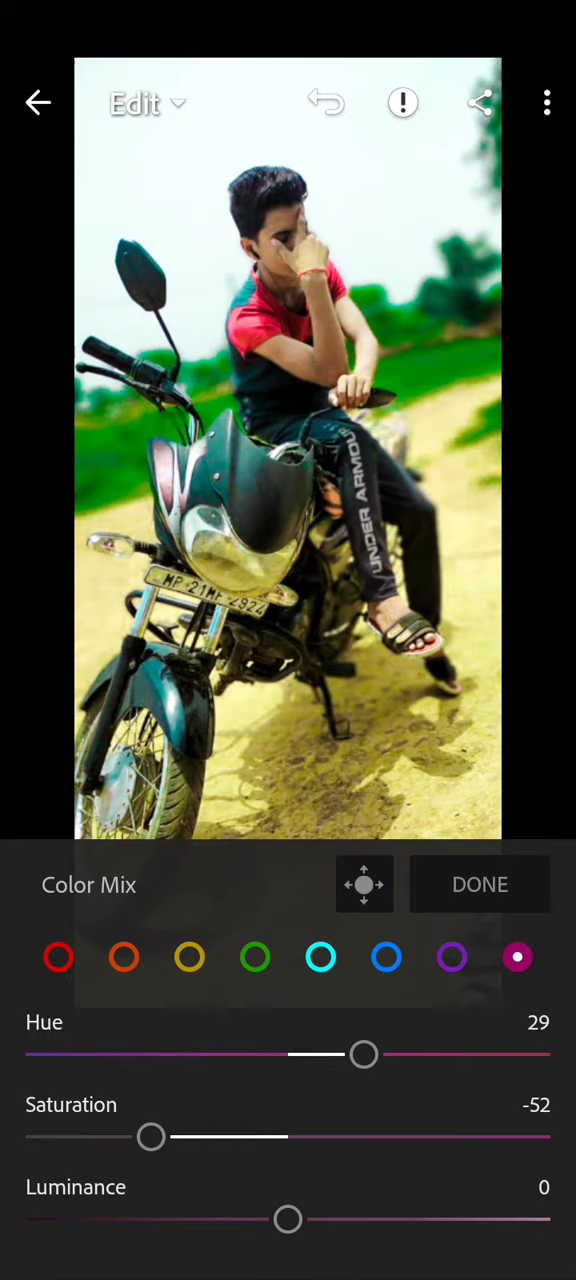 Edit
UNDER ARMOUR
Color Mix
DONE
Hue
29
Saturation
-52
Luminance
0